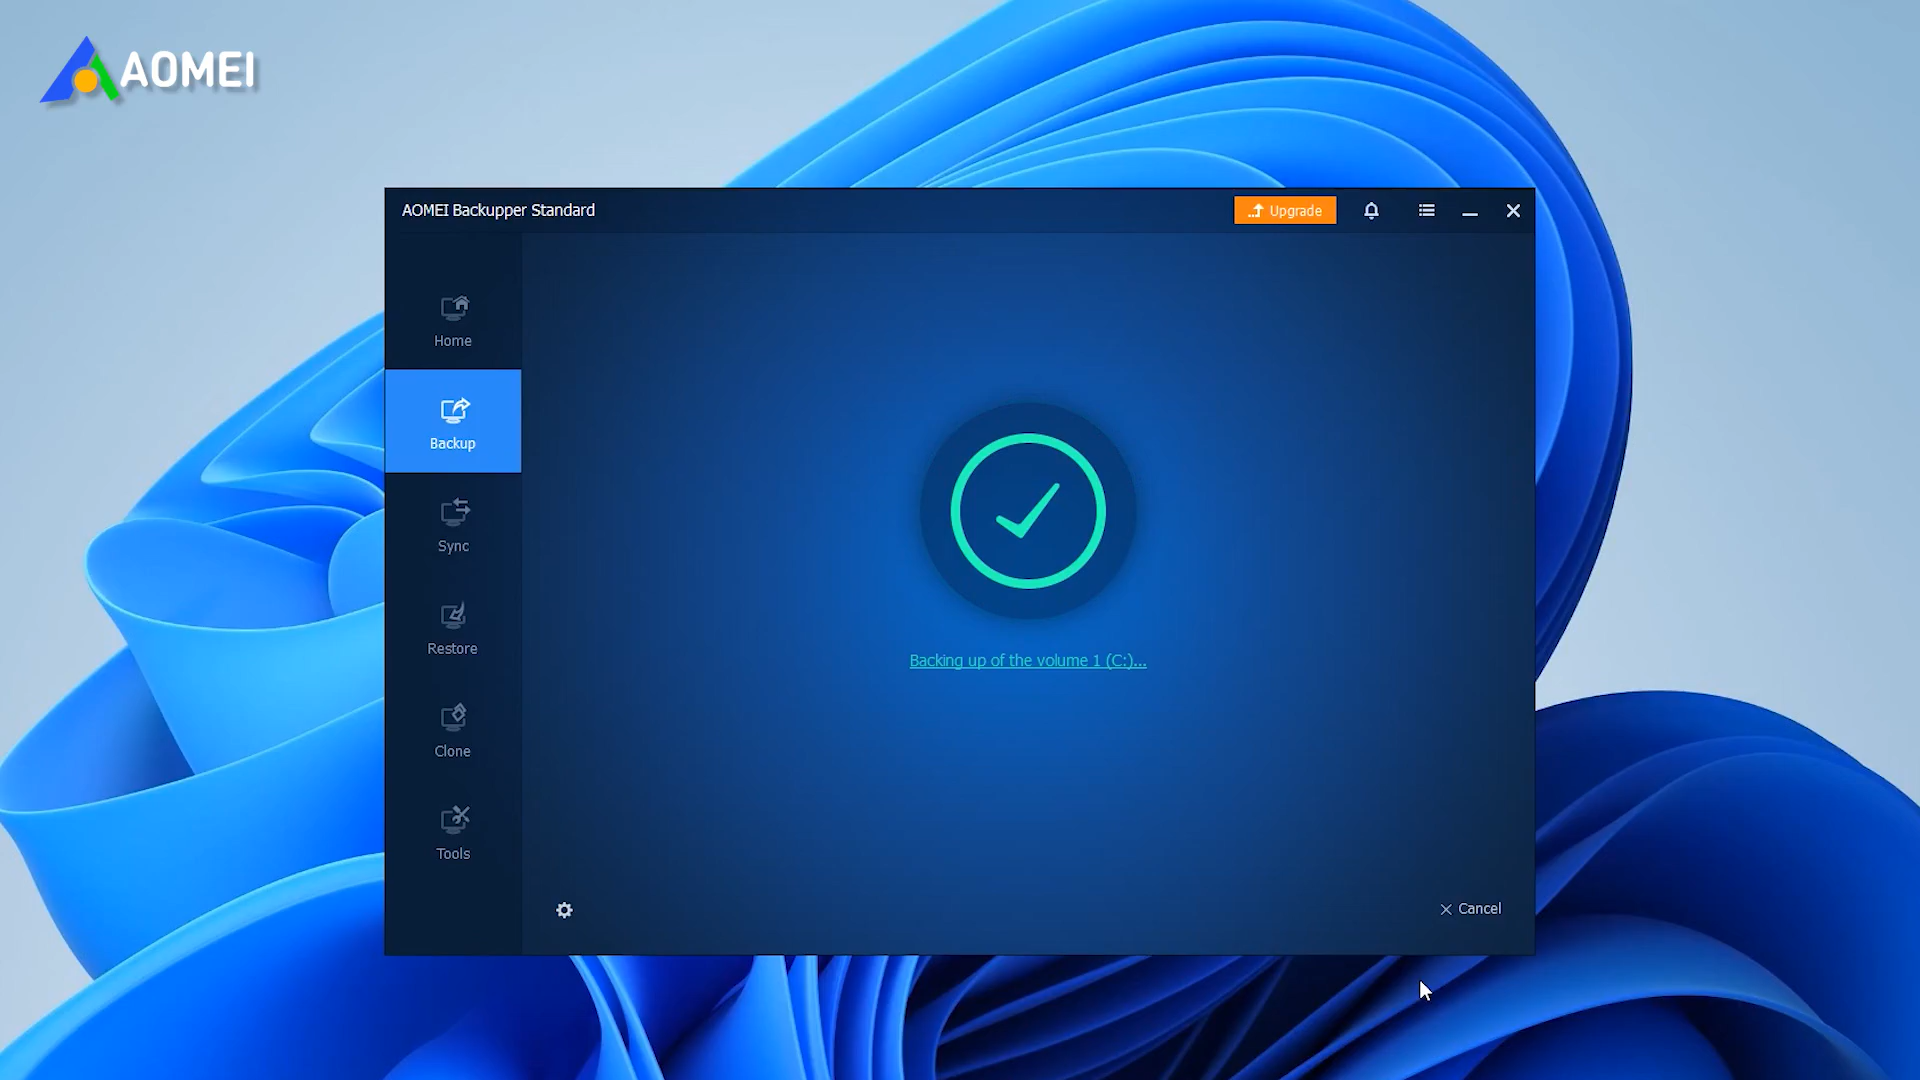 AOMEI
AOMEI Backupper Standard
Upgrade
Home
Backup
Sync
Restore
Clone
Tools
Backing up of the volume 1 (C:)...
Cancel